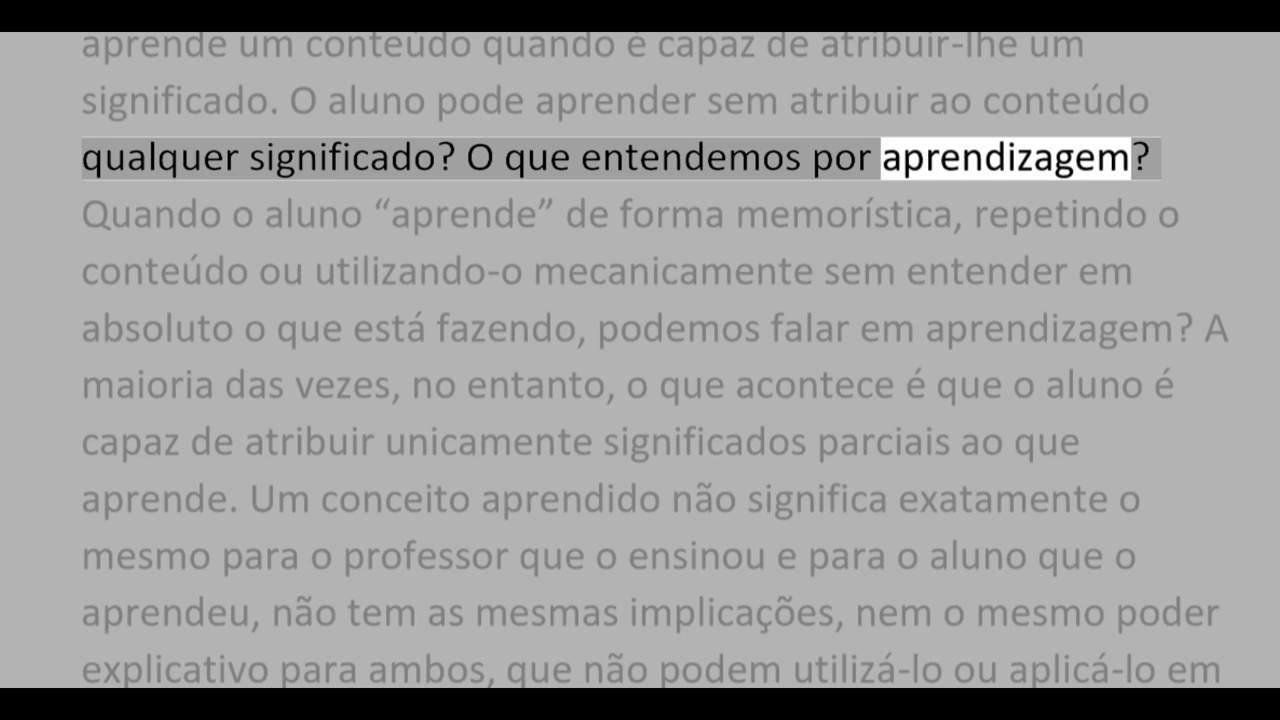 aprende um conteúdo quando é capaz de atribuir-lhe um
significado. O aluno pode aprender sem atribuir ao conteúdo
qualquer significado? O que entendemos por aprendizagem?
Quando o aluno “aprende” de forma memorística, repetindo o
conteúdo ou utilizando-o mecanicamente sem entender em
absoluto o que está fazendo, podemos falar em aprendizagem? A
maioria das vezes, no entanto, o que acontece é que o aluno é
capaz de atribuir unicamente significados parciais ao que
aprende. Um conceito aprendido não significa exatamente o
mesmo para o professor que o ensinou e para o aluno que o
aprendeu, não tem as mesmas implicações, nem o mesmo poder
explicativo para ambos, que não podem utilizá-lo ou aplicá-lo em